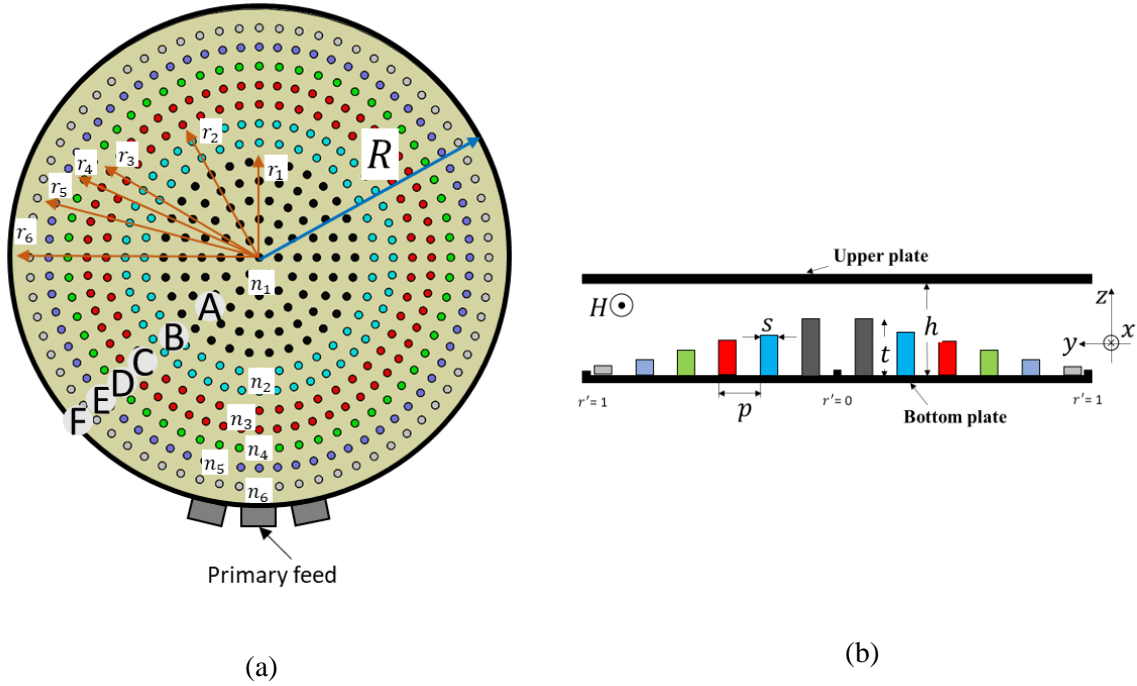 R
r₁
r₂
r₃
r₄
r₅
r₆
n₁
A
B
C
D
E
F
n₂
n₃
n₄
n₅
n₆
Primary feed
(a)
Upper plate
H
s
t
h
z
y
x
p
r'= 1
r'= 0
r'= 1
Bottom plate
(b)